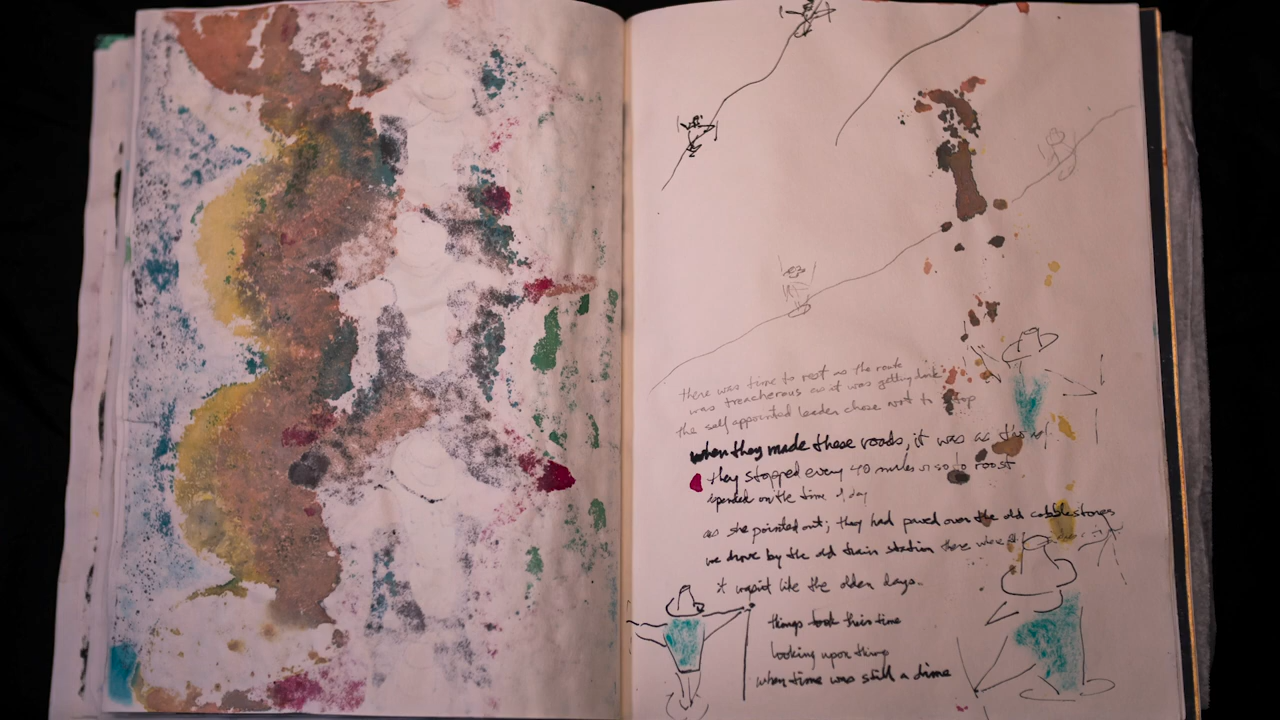 there was time to rest as the route
was treacherous as it was getting dark
the self appointed leader chose not to stop
when they made these roads, it was as this
they stopped every 40 miles or so to roost
on the time of day
as she pointed out; they had paved over the old cobblestones
we drove by the old train station there were
it wasn't like the olden days.
things took their time
looking upon things
when time was still a dime